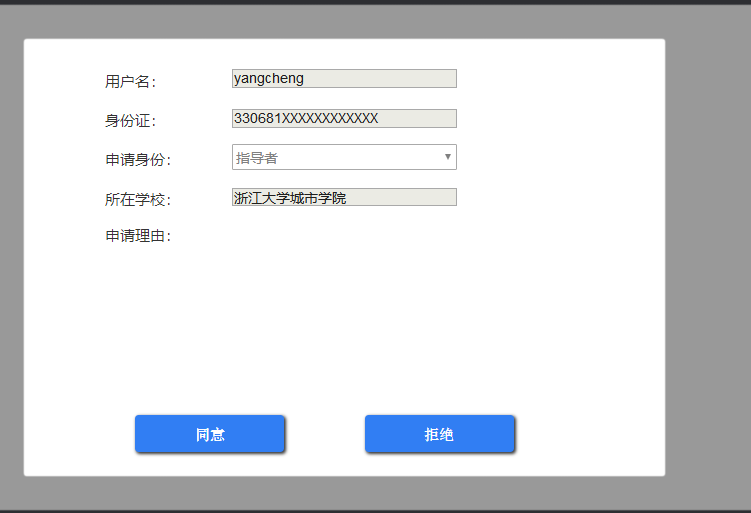 用户名： yangcheng
身份证： 330681XXXXXXXXXXXX
申请身份： 指导者
所在学校： 浙江大学城市学院
申请理由：
同意 拒绝